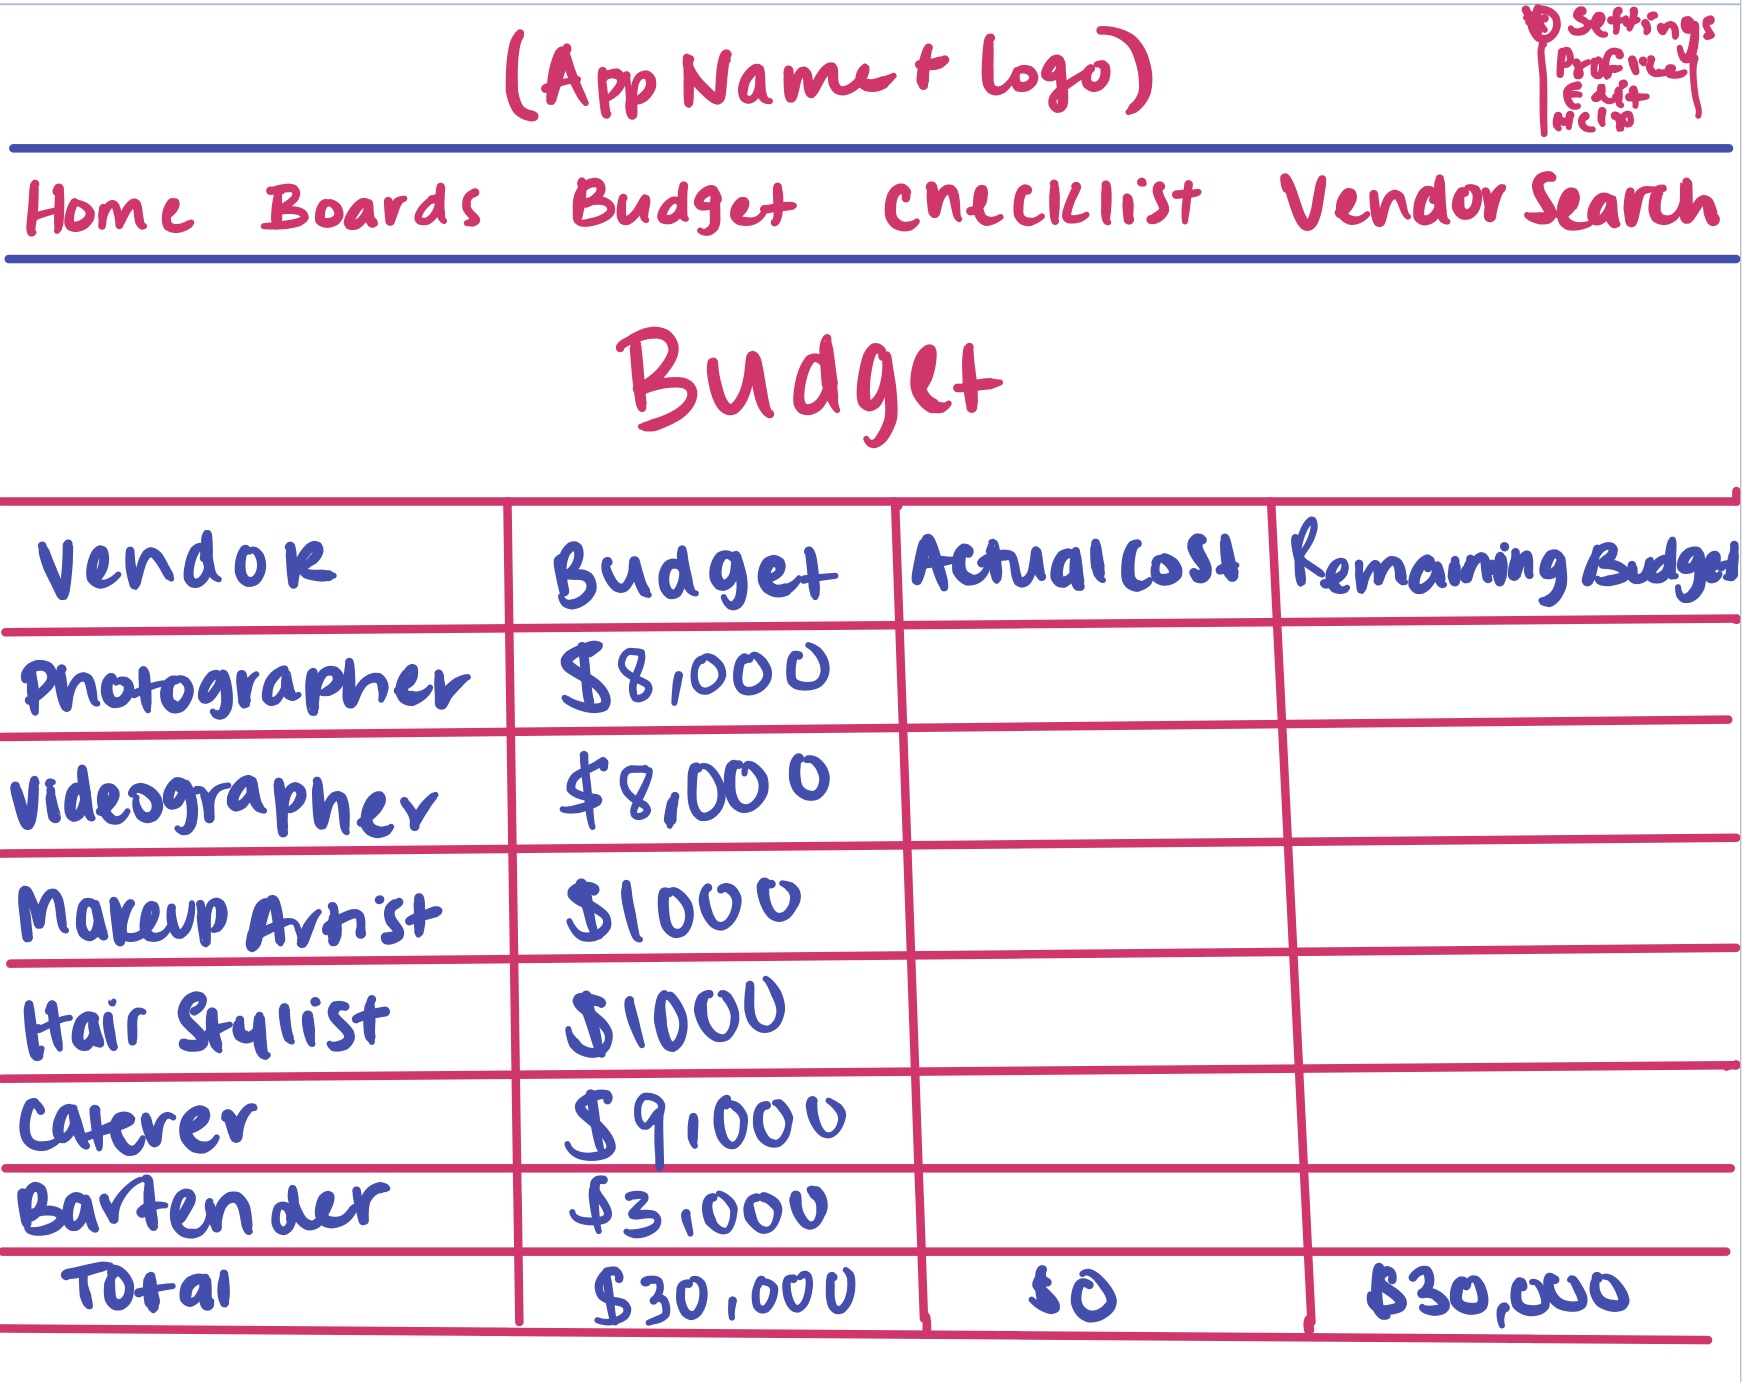 (App Name + Logo)
Settings
Profile
Edit
Help
Home Boards Budget Checklist Vendor Search
Budget
Vendor Budget Actual Cost Remaining Budget
Photographer $8,000
Videographer $8,000
Makeup Artist $1000
Hair Stylist $1000
Caterer $9,000
Bartender $3,000
Total $30,000 $0 $30,000